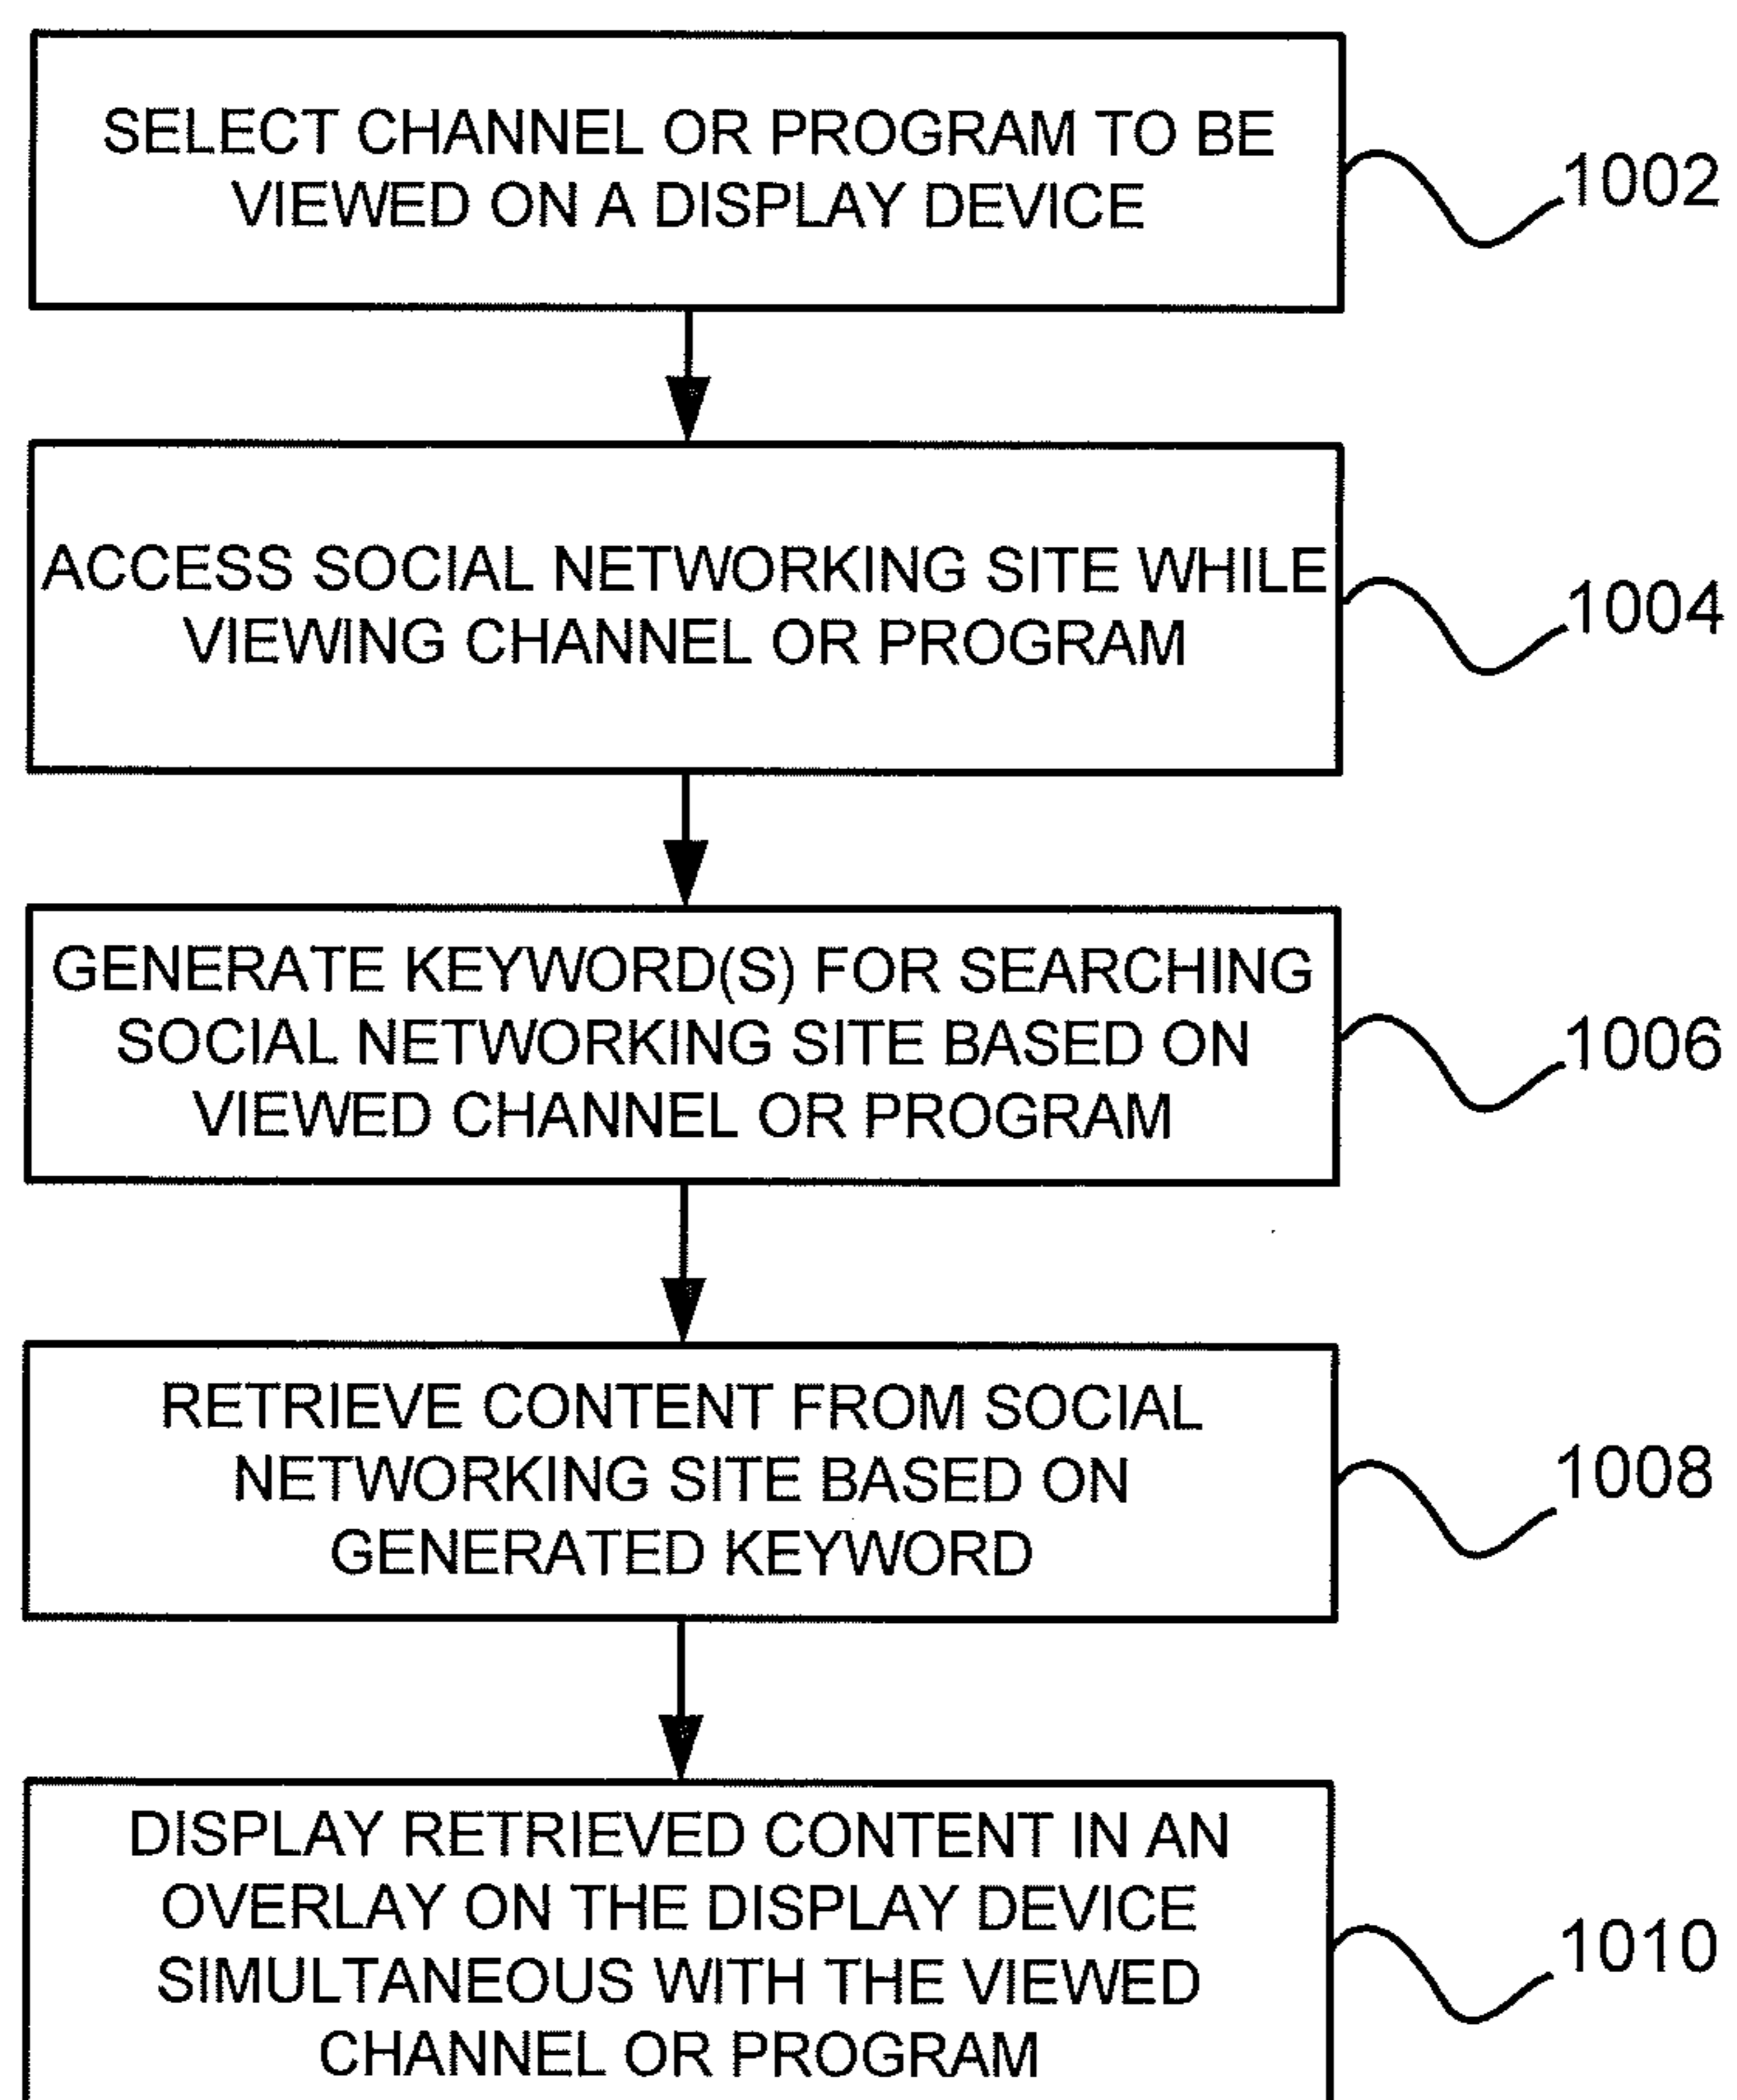 SELECT CHANNEL OR PROGRAM TO BE
VIEWED ON A DISPLAY DEVICE
1002
ACCESS SOCIAL NETWORKING SITE WHILE
VIEWING CHANNEL OR PROGRAM
1004
GENERATE KEYWORD(S) FOR SEARCHING
SOCIAL NETWORKING SITE BASED ON
VIEWED CHANNEL OR PROGRAM
1006
RETRIEVE CONTENT FROM SOCIAL
NETWORKING SITE BASED ON
GENERATED KEYWORD
1008
DISPLAY RETRIEVED CONTENT IN AN
OVERLAY ON THE DISPLAY DEVICE
SIMULTANEOUS WITH THE VIEWED
CHANNEL OR PROGRAM
1010